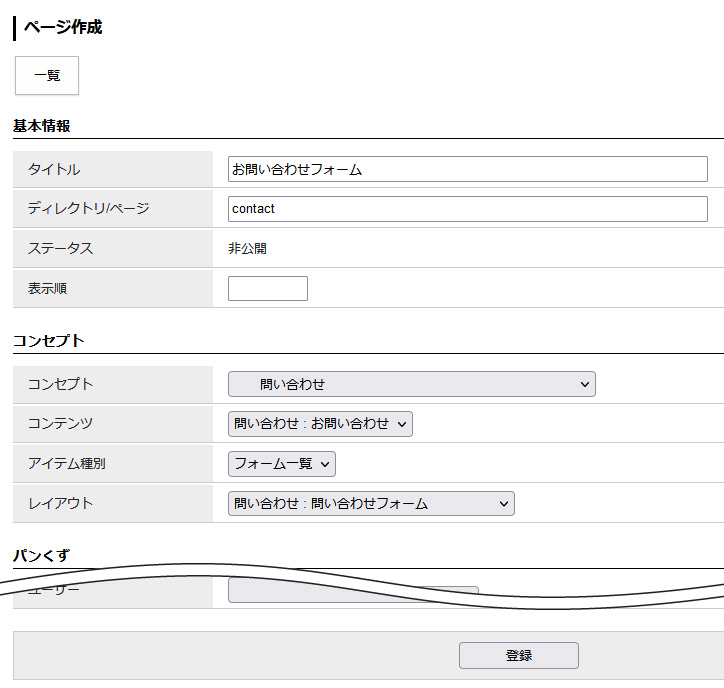 ページ作成
一覧
基本情報
タイトル お問い合わせフォーム
ディレクトリ/ページ contact
ステータス 非公開
表示順
コンセプト
コンセプト 問い合わせ
コンテンツ 問い合わせ : お問い合わせ
アイテム種別 フォーム一覧
レイアウト 問い合わせ : 問い合わせフォーム
パンくず
ユーザー
登録